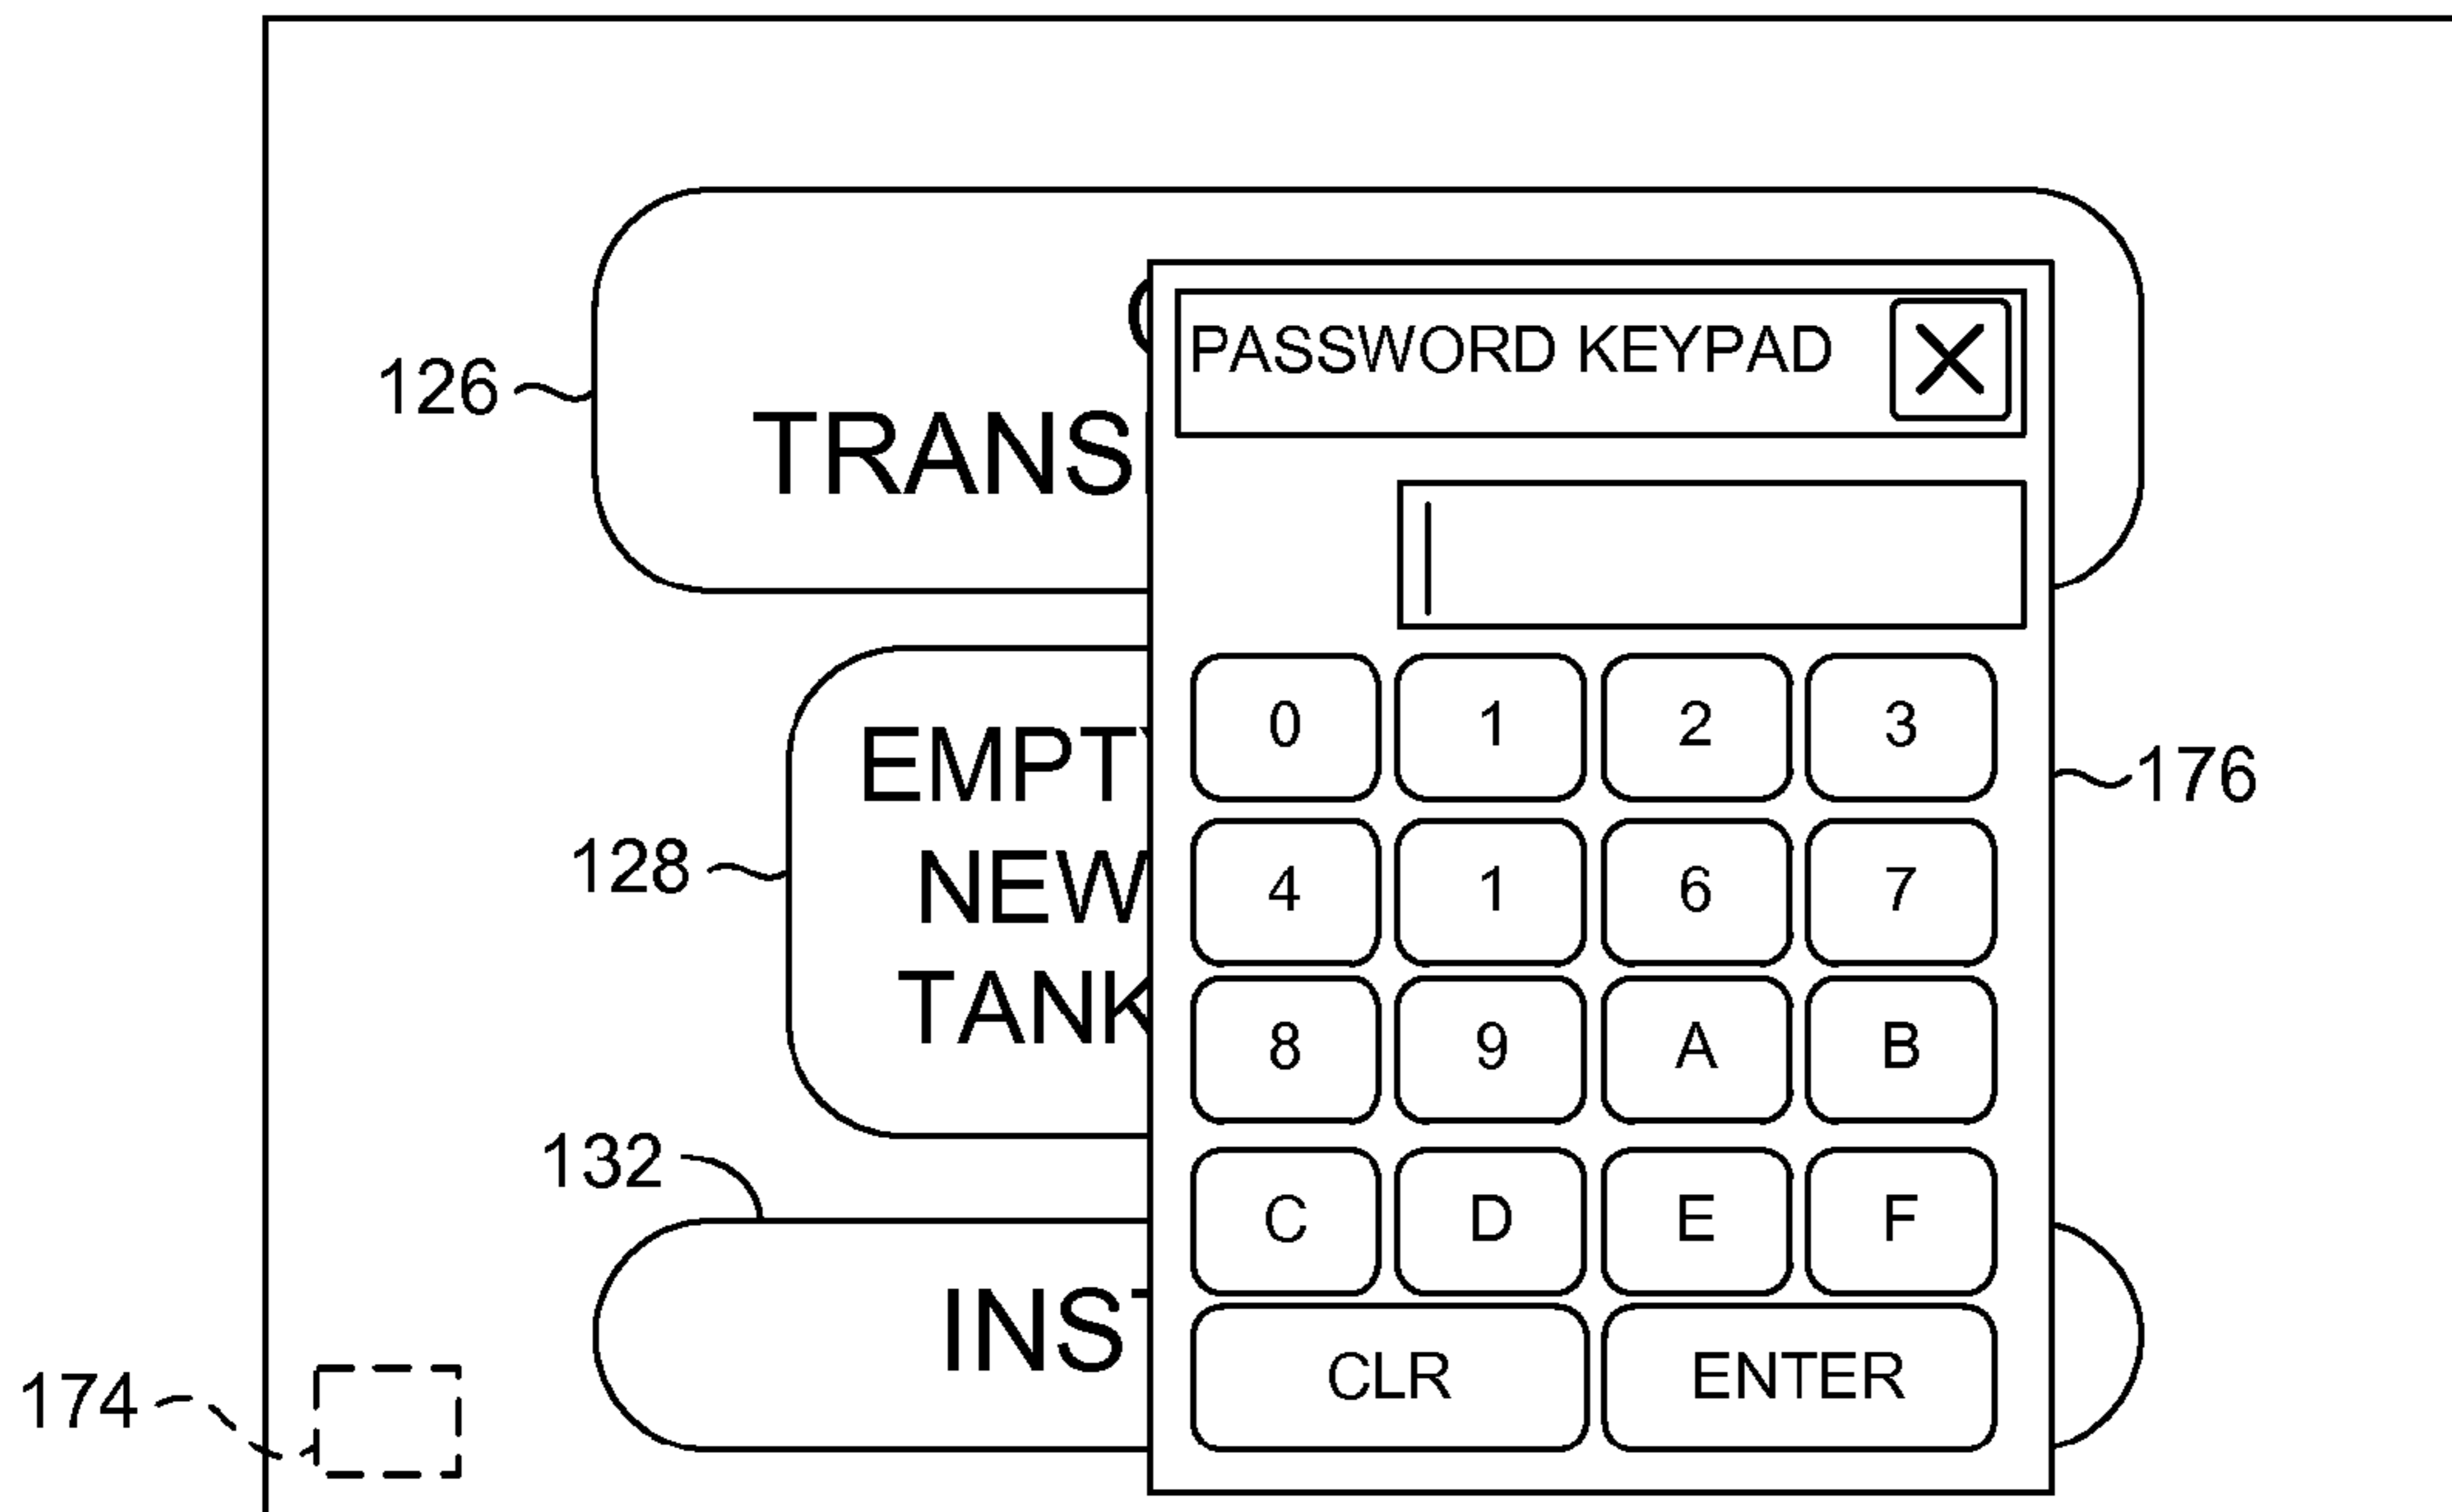 PASSWORD KEYPAD X
126
TRANS
0 1 2 3
EMPTY
176
128
NEW
4 1 6 7
TANK
8 9 A B
132
C D E F
INST
174
CLR ENTER